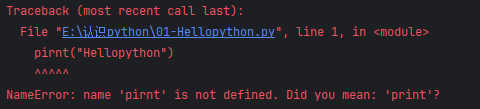 Traceback (most recent call last):
File "E:\python\01-Hellopython.py", line 1, in <module>
pirnt("Hellopython")
^^^^^
NameError: name 'pirnt' is not defined. Did you mean: 'print'?